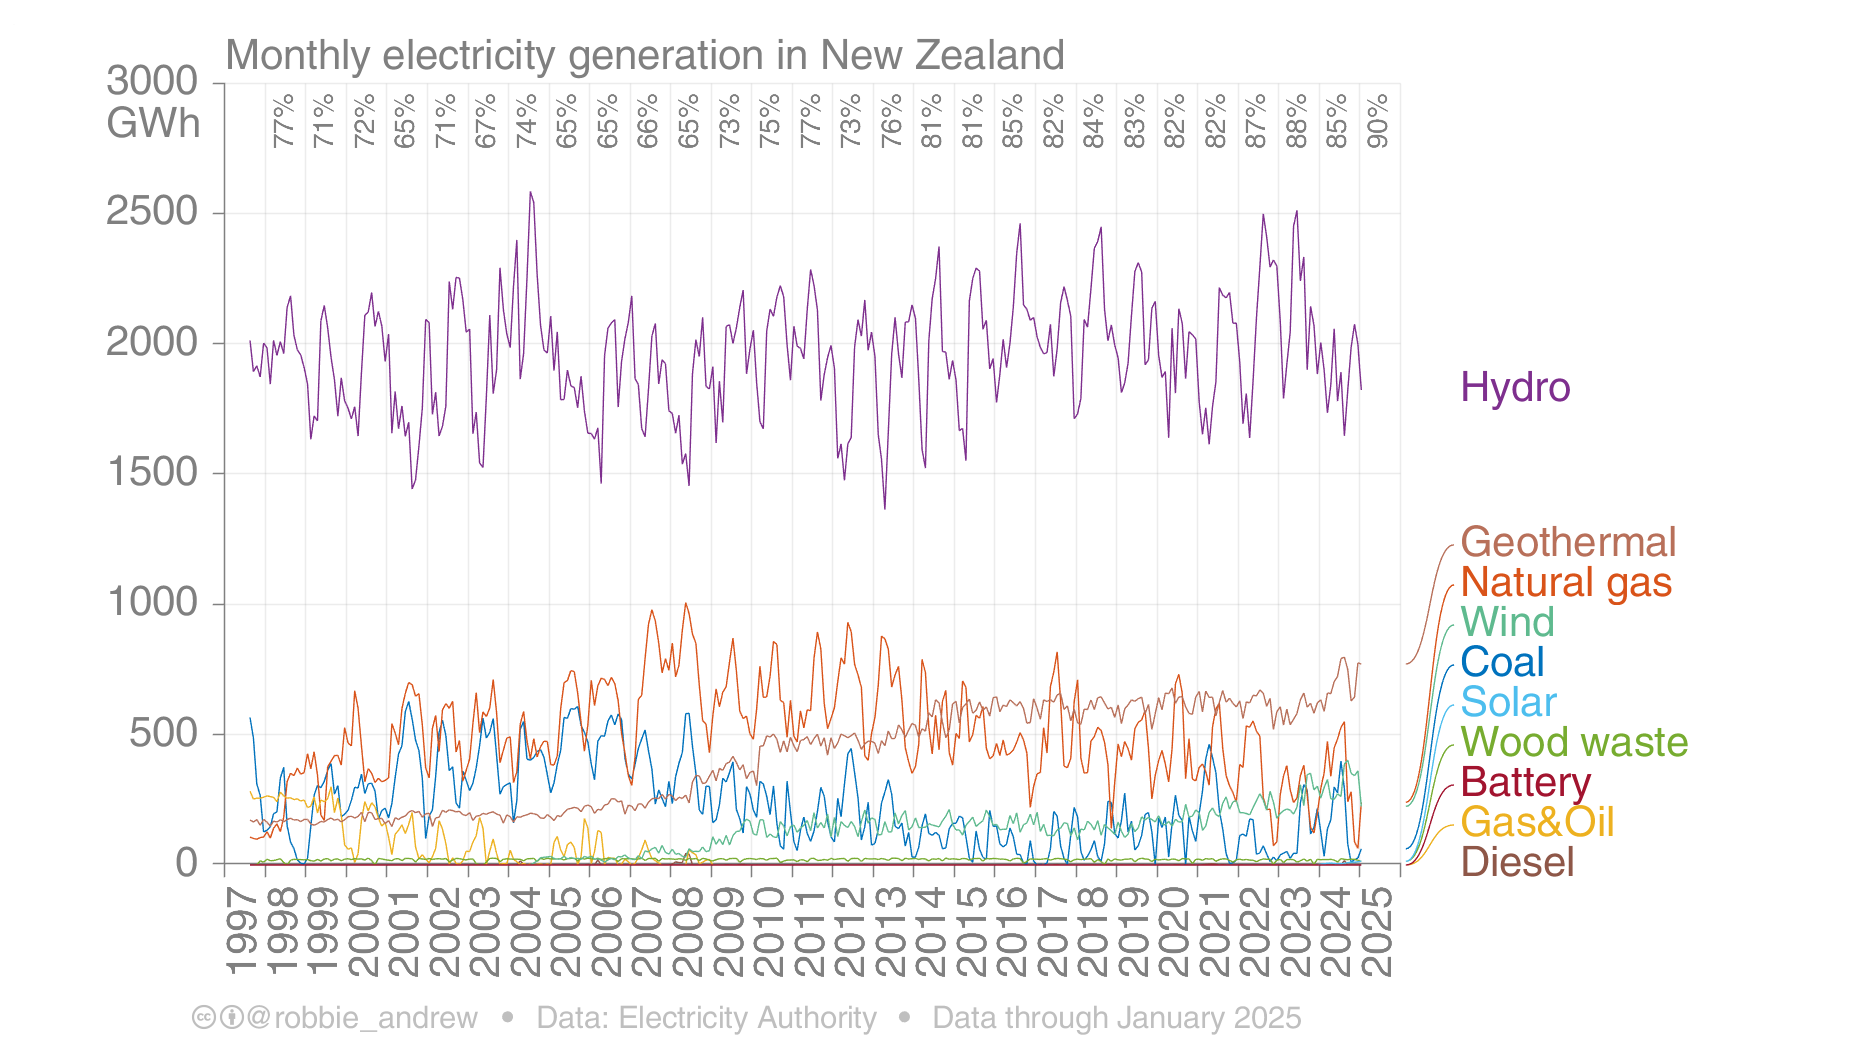 Monthly electricity generation in New Zealand
3000
GWh
77% 71% 72% 65% 71% 67% 74% 65% 65% 66% 65% 73% 75% 77% 73% 76% 81% 81% 85% 82% 84% 83% 82% 82% 87% 88% 85% 90%
2500
2000
1500
1000
500
0
Hydro
Geothermal
Natural gas
Wind
Coal
Solar
Wood waste
Battery
Gas&Oil
Diesel
1997 1998 1999 2000 2001 2002 2003 2004 2005 2006 2007 2008 2009 2010 2011 2012 2013 2014 2015 2016 2017 2018 2019 2020 2021 2022 2023 2024 2025
cc @robbie_andrew • Data: Electricity Authority • Data through January 2025